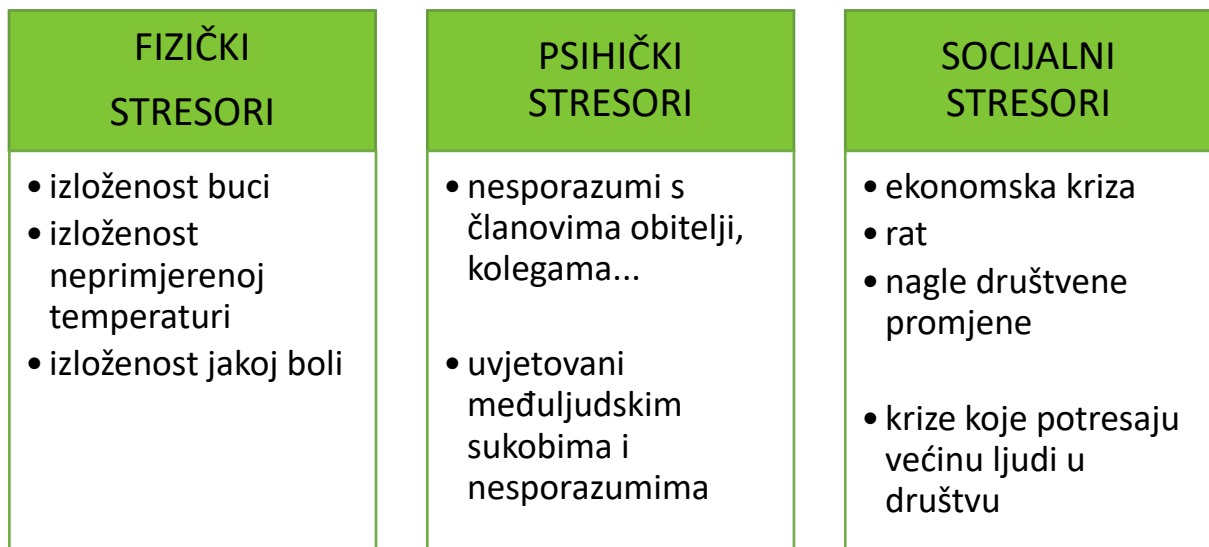 FIZIČKI
STRESORI
• izloženost buci
• izloženost
neprimjerenoj
temperaturi
• izloženost jakoj boli
PSIHIČKI
STRESORI
• nesporazumi s
članovima obitelji,
kolegama...
• uvjetovani
međuljudskim
sukobima i
nesporazumima
SOCIJALNI
STRESORI
• ekonomska kriza
• rat
• nagle društvene
promjene
• krize koje potresaju
većinu ljudi u
društvu